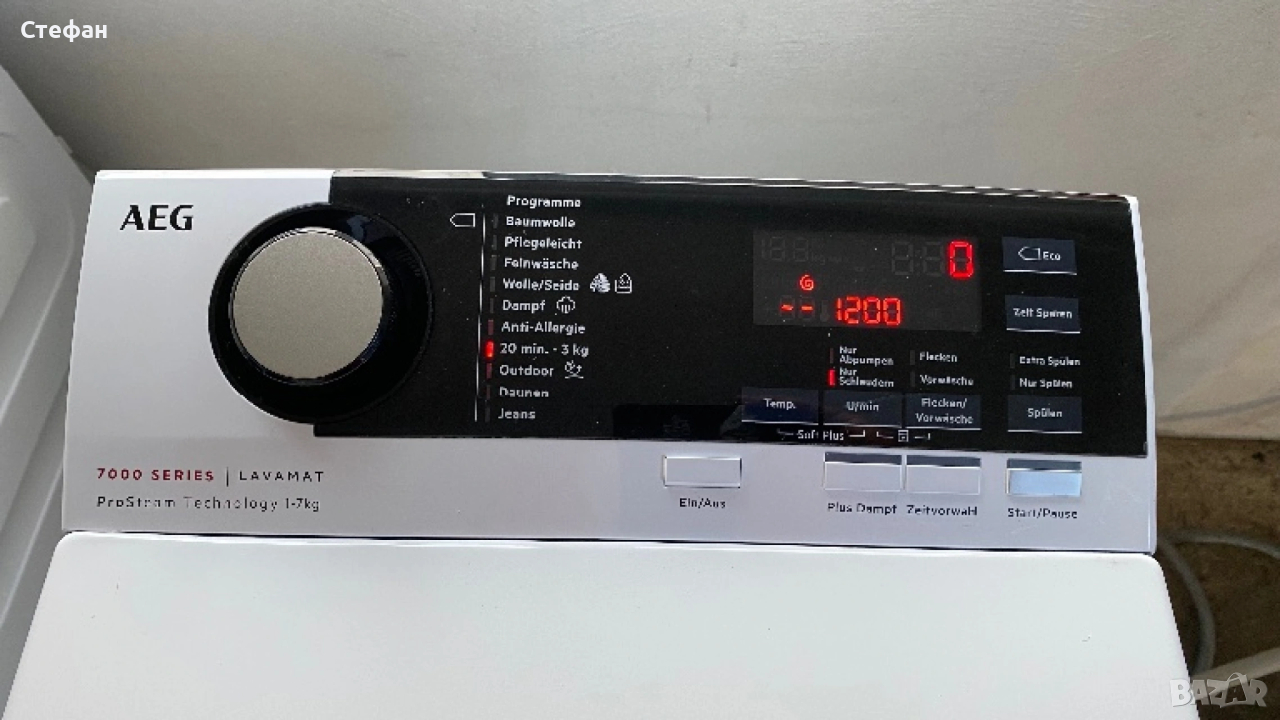 Стефан
AEG
Programme
Baumwolle
Pflegeleicht
Feinwäsche
Wolle/Seide
Dampf
Anti-Allergie
20 min. - 3 kg
Outdoor
Daunen
Jeans
0
-- 1200
Eco
Zeit Sparen
Nur Abpumpen
Nur Schleudern
Flecken
Vorwäsche
Extra Spülen
Nur Spülen
Temp.
U/min
Flecken/
Vorwäsche
Spülen
Soft Plus
7000 SERIES | LAVAMAT
ProSteam Technology 1-7kg
Ein/Aus
Plus Dampf
Zeitvorwahl
Start/Pause
BAZAR